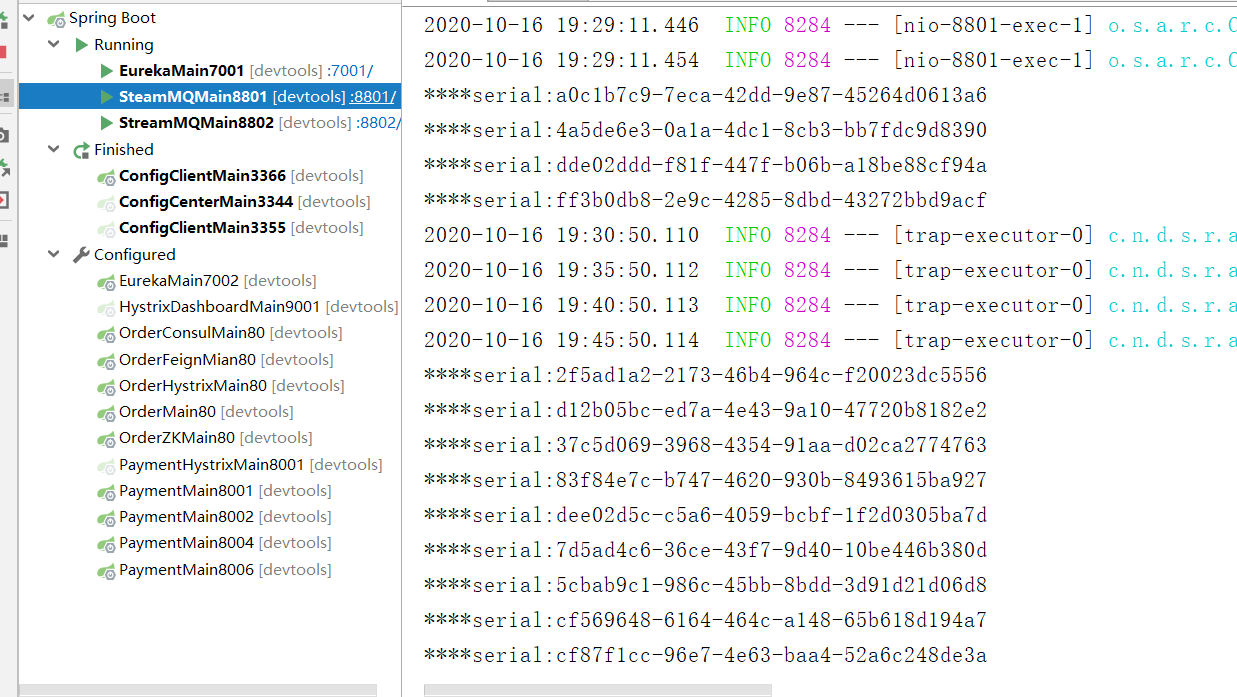 Spring Boot
Running
EurekaMain7001 [devtools] :7001/
SteamMQMain8801 [devtools] :8801/
StreamMQMain8802 [devtools] :8802/
Finished
ConfigClientMain3366 [devtools]
ConfigCenterMain3344 [devtools]
ConfigClientMain3355 [devtools]
Configured
EurekaMain7002 [devtools]
HystrixDashboardMain9001 [devtools]
OrderConsulMain80 [devtools]
OrderFeignMian80 [devtools]
OrderHystrixMain80 [devtools]
OrderMain80 [devtools]
OrderZKMain80 [devtools]
PaymentHystrixMain8001 [devtools]
PaymentMain8001 [devtools]
PaymentMain8002 [devtools]
PaymentMain8004 [devtools]
PaymentMain8006 [devtools]
2020-10-16 19:29:11.446 INFO 8284 --- [nio-8801-exec-1] o.s.a.r.c.C
2020-10-16 19:29:11.454 INFO 8284 --- [nio-8801-exec-1] o.s.a.r.c.C
****serial:a0c1b7c9-7eca-42dd-9e87-45264d0613a6
****serial:4a5de6e3-0a1a-4dc1-8cb3-bb7fdc9d8390
****serial:dde02ddd-f81f-447f-b06b-a18be88cf94a
****serial:ff3b0db8-2e9c-4285-8dbd-43272bbd9acf
2020-10-16 19:30:50.110 INFO 8284 --- [trap-executor-0] c.n.d.s.r.a
2020-10-16 19:35:50.112 INFO 8284 --- [trap-executor-0] c.n.d.s.r.a
2020-10-16 19:40:50.113 INFO 8284 --- [trap-executor-0] c.n.d.s.r.a
2020-10-16 19:45:50.114 INFO 8284 --- [trap-executor-0] c.n.d.s.r.a
****serial:2f5ad1a2-2173-46b4-964c-f20023dc5556
****serial:d12b05bc-ed7a-4e43-9a10-47720b8182e2
****serial:37c5d069-3968-4354-91aa-d02ca2774763
****serial:83f84e7c-b747-4620-930b-8493615ba927
****serial:dee02d5c-c5a6-4059-bcbf-1f2d0305ba7d
****serial:7d5ad4c6-36ce-43f7-9d40-10be446b380d
****serial:5cbab9c1-986c-45bb-8bdd-3d91d21d06d8
****serial:cf569648-6164-464c-a148-65b618d194a7
****serial:cf87f1cc-96e7-4e63-baa4-52a6c248de3a